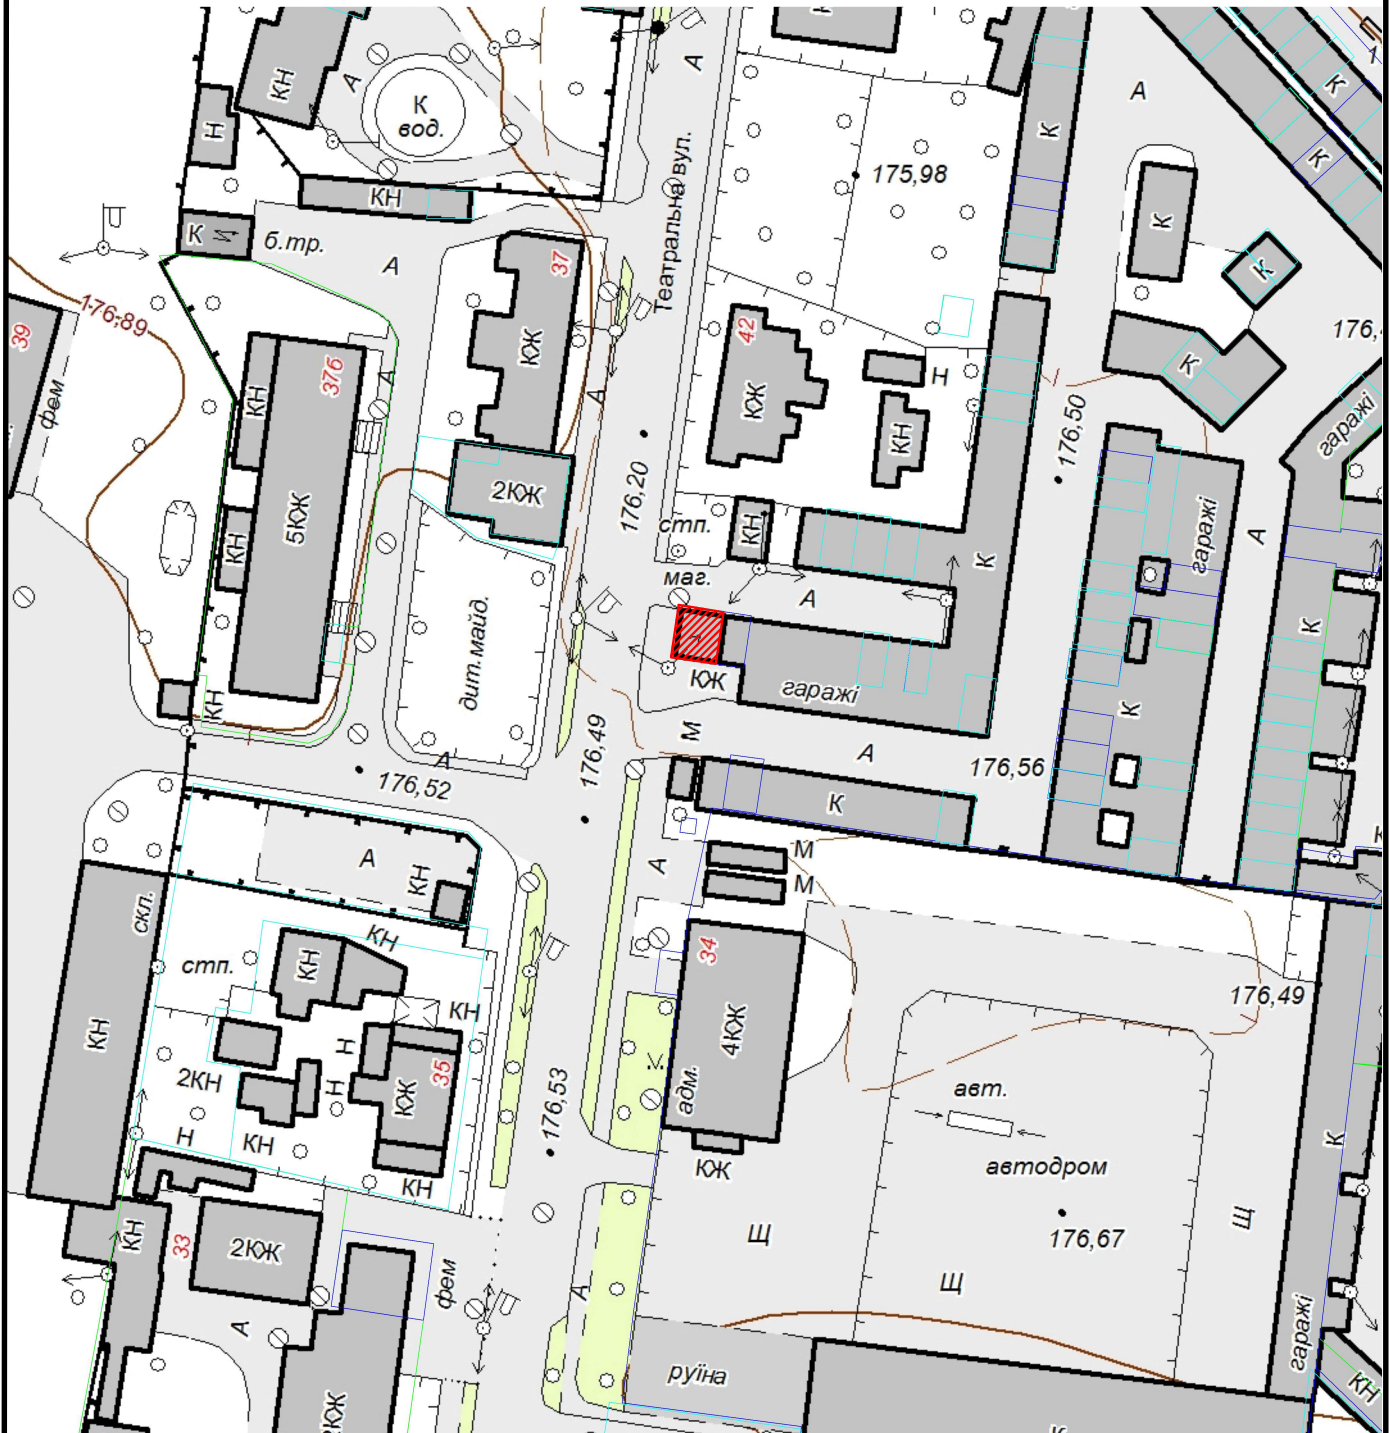 К
А
К
вод.
КН
А
А
К
Н
К
К
Театральна вул.
175,98
КН
К
б.тр.
А
37
К
К
176,89
39
фем
42
К
Н
КЖ
376
А
КН
КЖ
А
176,50
гаражі
КН
2КЖ
176,20
стп.
КН
К
гаражі
А
5КЖ
КН
маг.
А
дит.майд.
КЖ
гаражі
К
К
КН
М
176,49
А
176,56
А
176,52
К
А
КН
А
М
М
скл.
КН
стп.
КН
34
КН
КН
4КЖ
176,49
Н
2КН
Н
35
КЖ
адм.
авт.
176,53
автодром
К
Н
КН
КЖ
КН
КН
33
2КЖ
Щ
176,67
Щ
Щ
фем
А
А
гаражі
руїна
КН
2КЖ